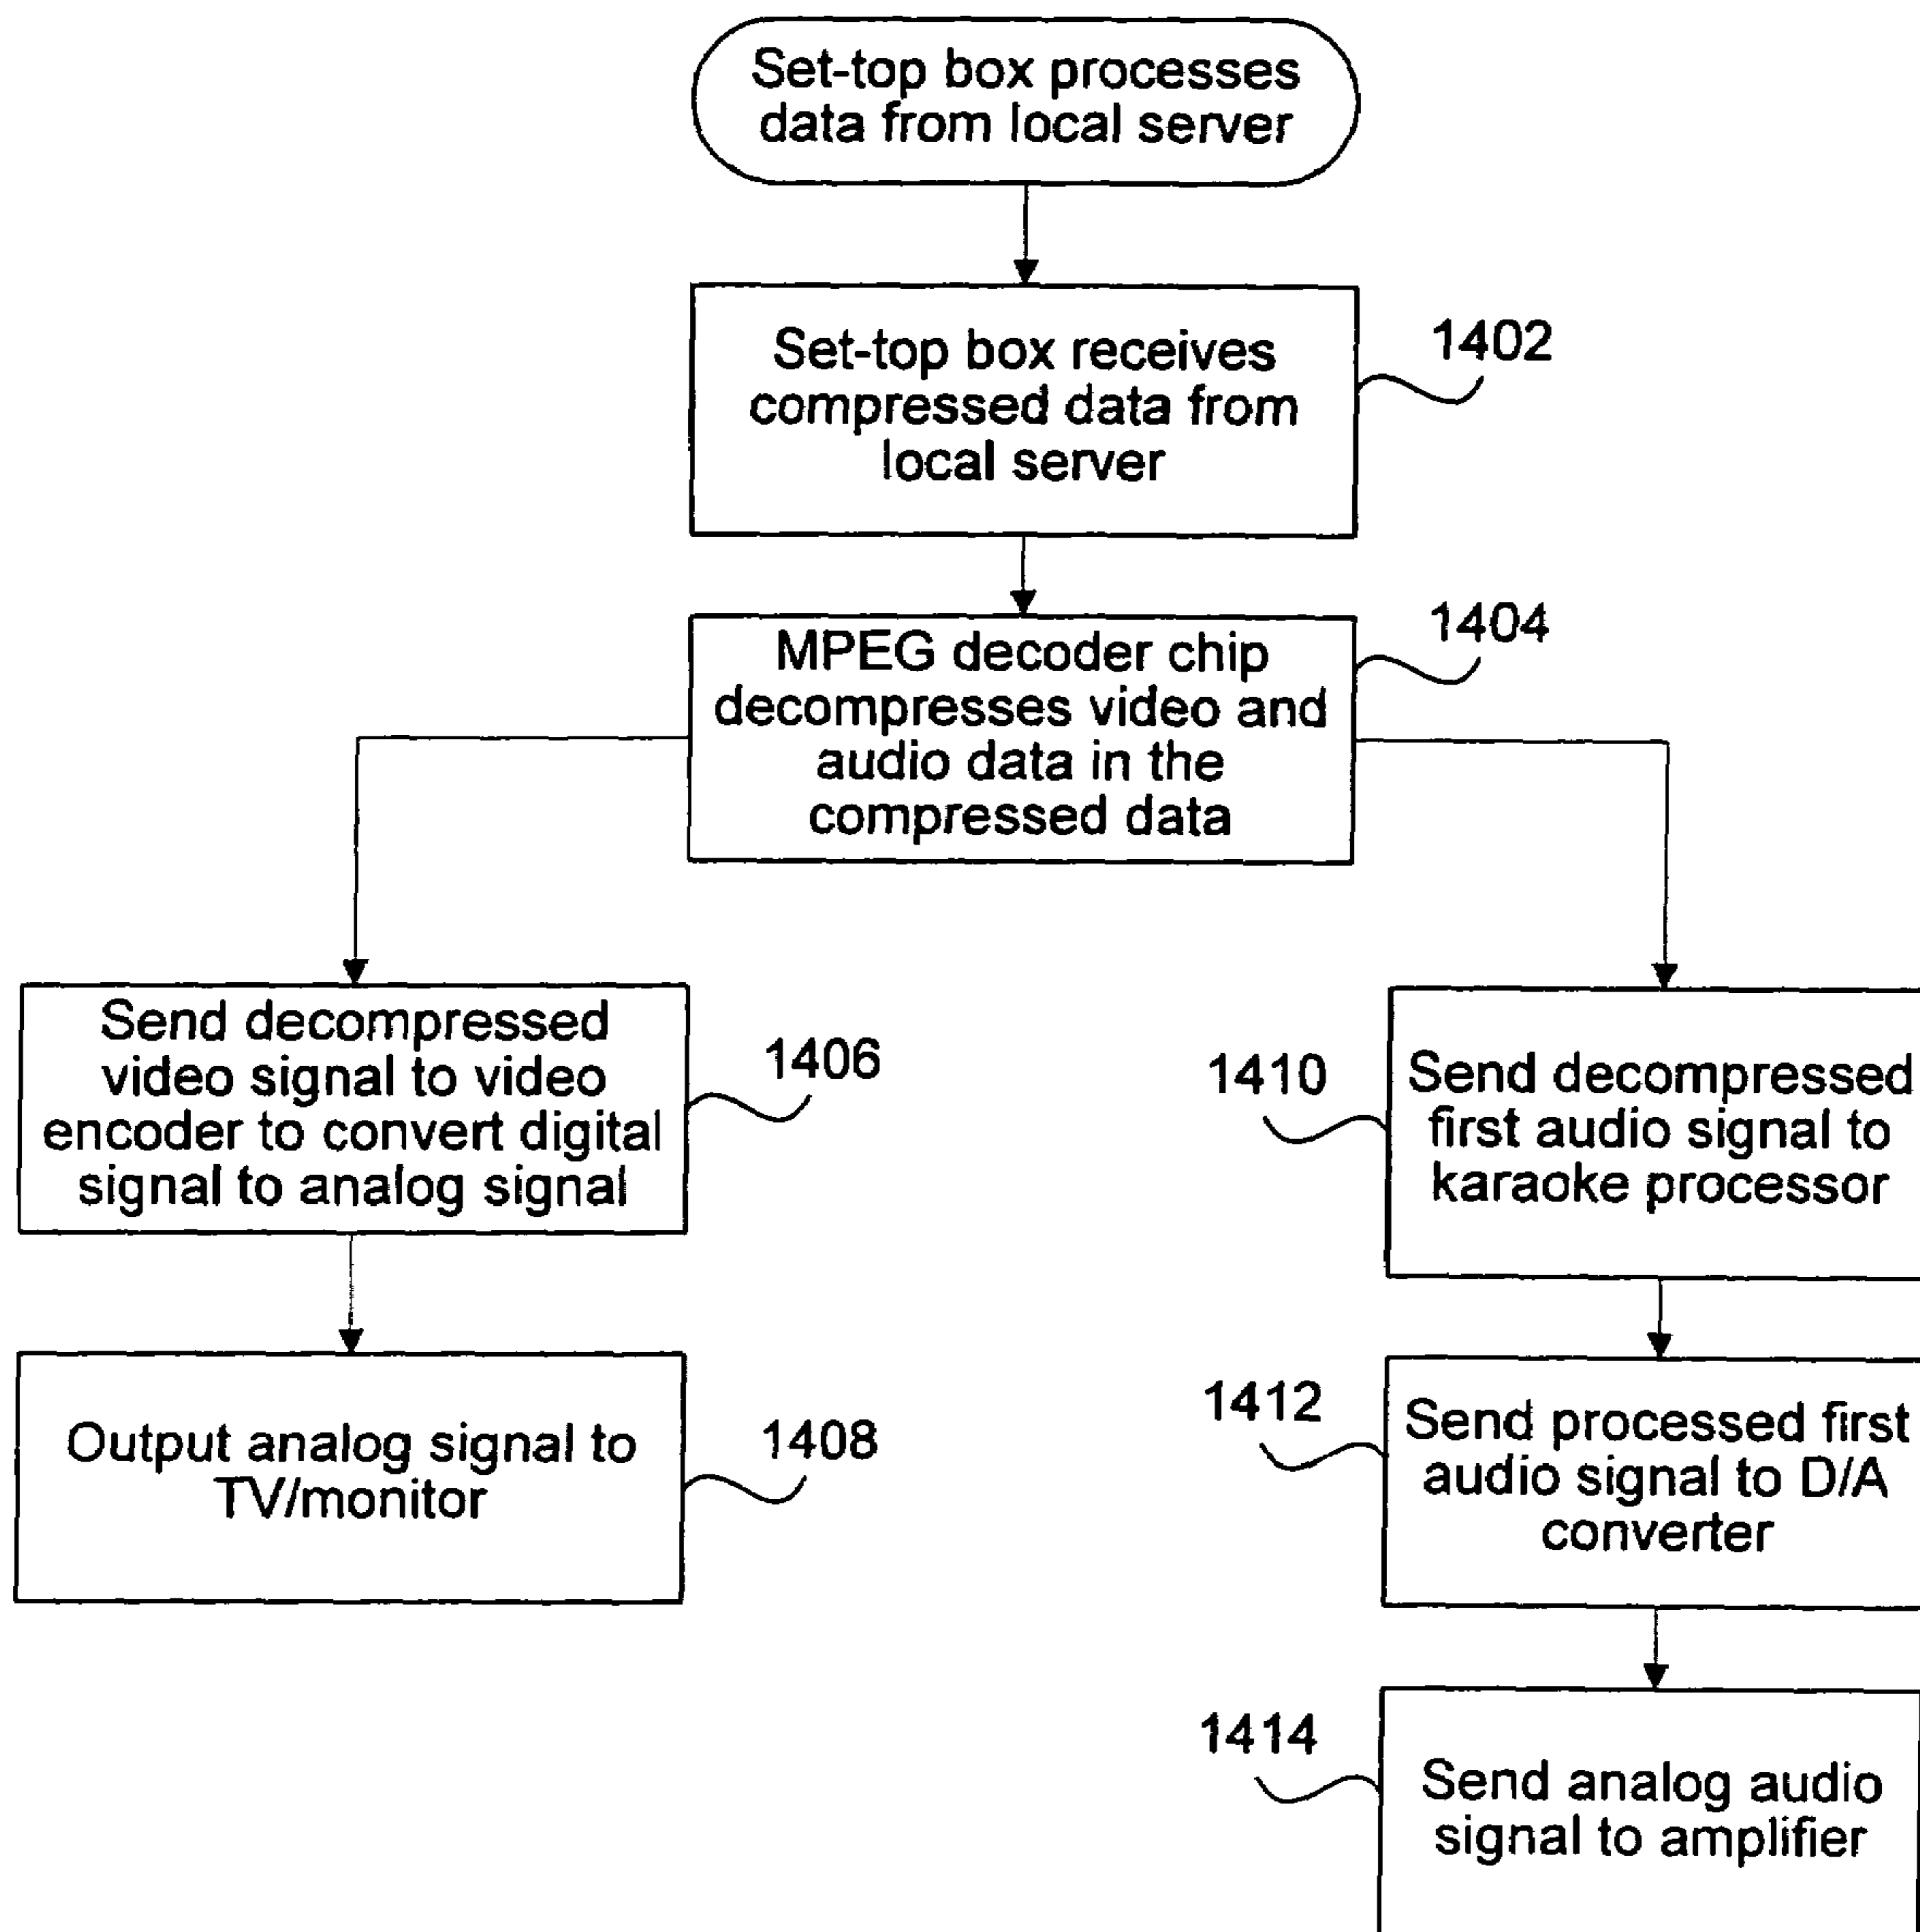 Set-top box processes
data from local server
Set-top box receives
compressed data from
local server
1402
MPEG decoder chip
decompresses video and
audio data in the
compressed data
1404
Send decompressed
video signal to video
encoder to convert digital
signal to analog signal
1406
Output analog signal to
TV/monitor
1408
1410
Send decompressed
first audio signal to
karaoke processor
1412
Send processed first
audio signal to D/A
converter
1414
Send analog audio
signal to amplifier